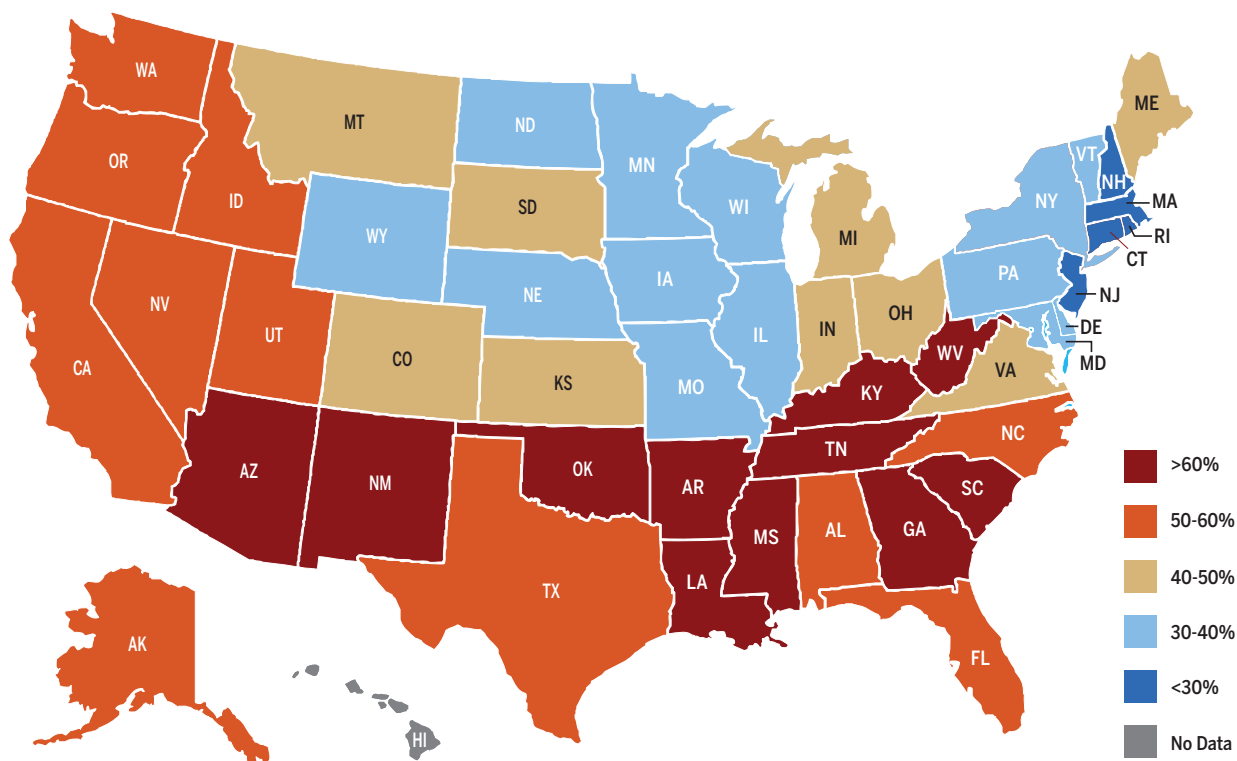 WA
MT
ND
MN
ME
VT
NH
OR
ID
SD
WI
NY
MA
RI
CT
WY
MI
PA
IA
NE
NJ
NV
UT
IL
IN
OH
DE
MD
CA
CO
KS
MO
WV
VA
KY
NC
TN
AZ
NM
OK
AR
SC
MS
AL
GA
TX
LA
FL
AK
HI
>60%
50-60%
40-50%
30-40%
<30%
No Data